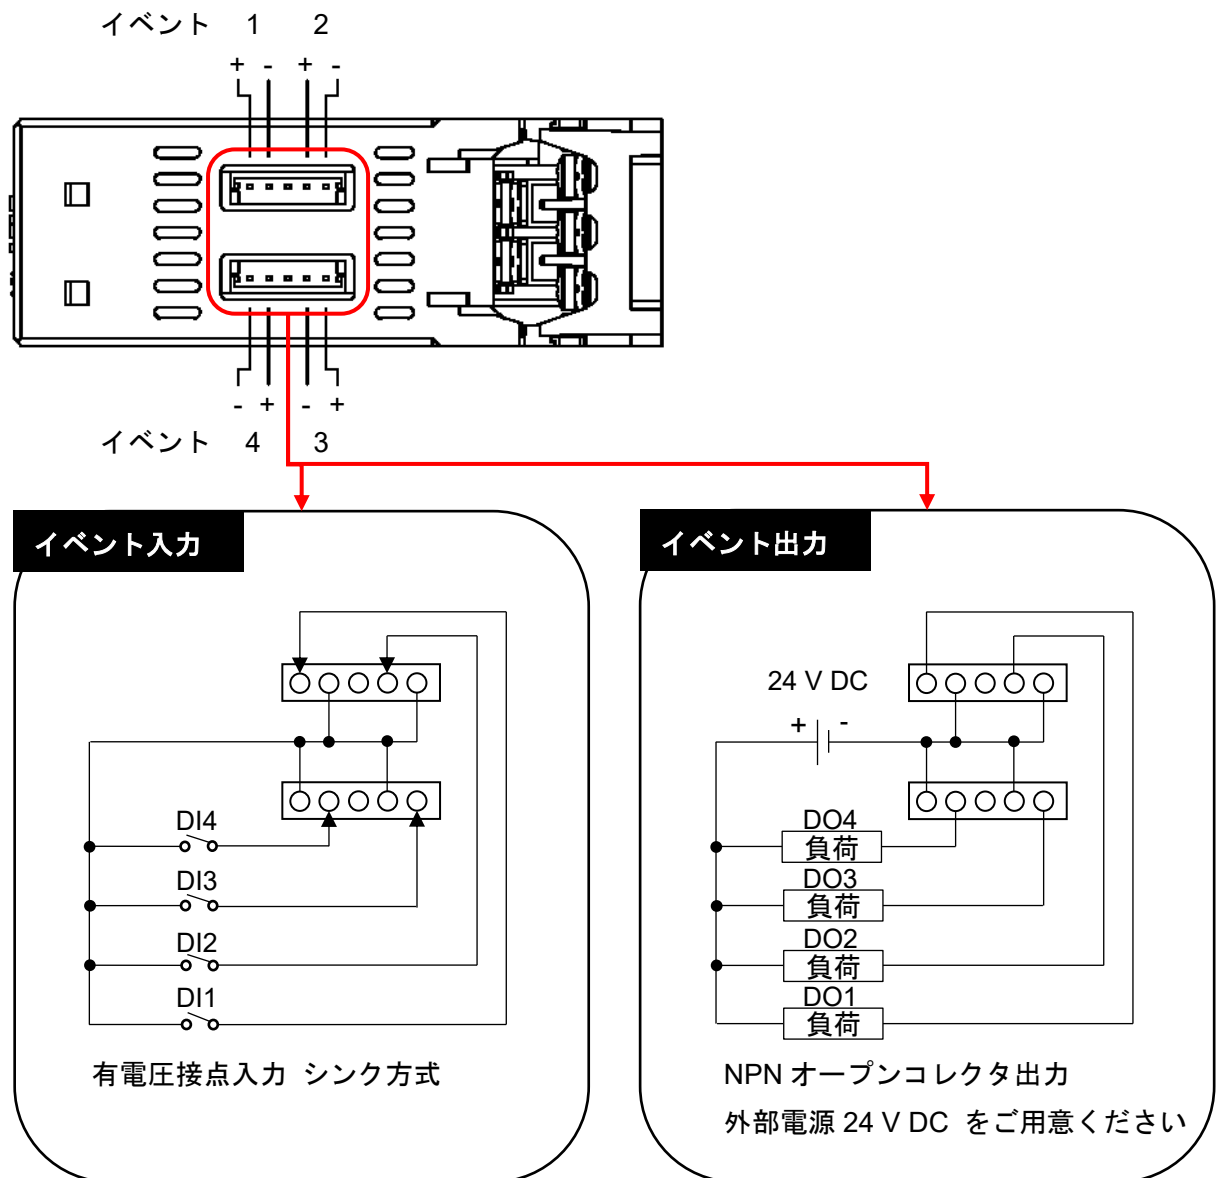 イベント 1 2
+ - + -
- + - +
イベント 4 3
イベント入力
DI4
DI3
DI2
DI1
有電圧接点入力 シンク方式
イベント出力
24 V DC
+ -
DO4
負荷
DO3
負荷
DO2
負荷
DO1
負荷
NPN オープンコレクタ出力
外部電源 24 V DC をご用意ください